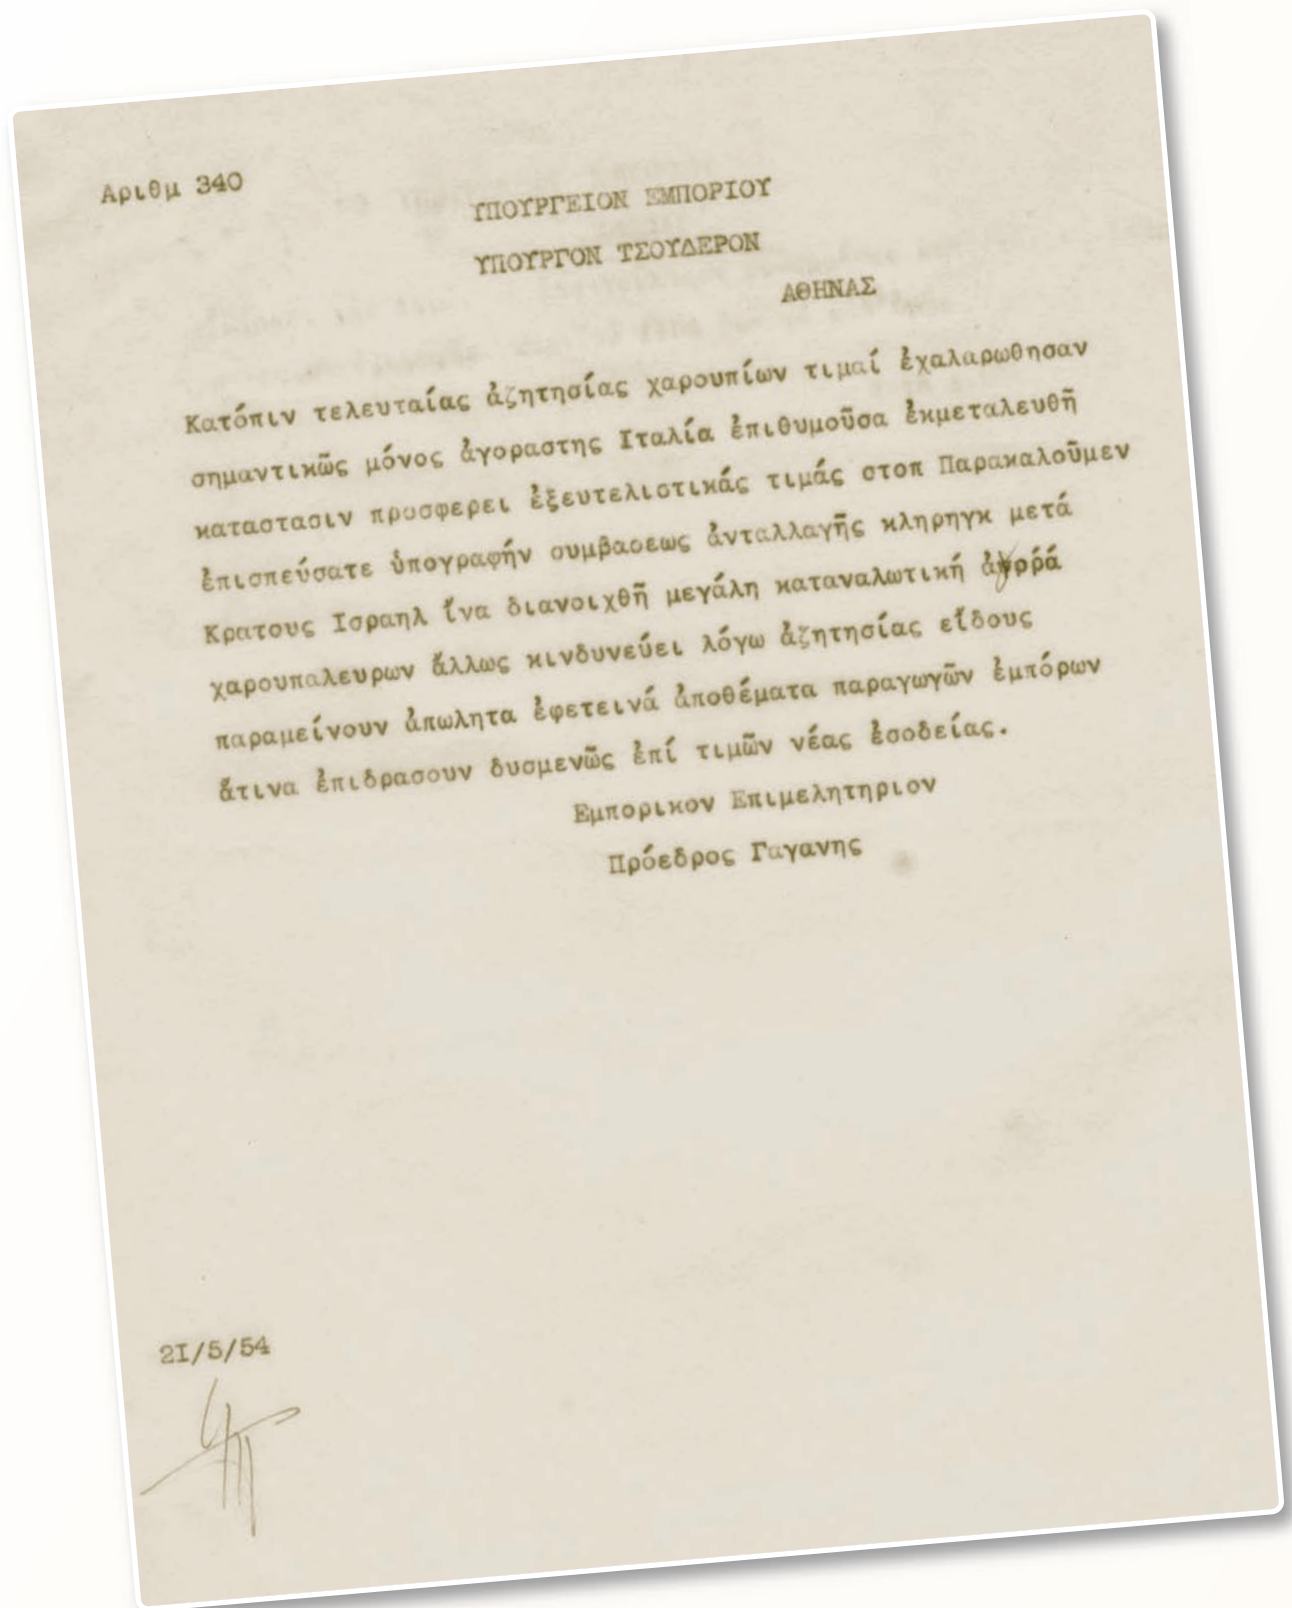 Αριθμ 340
ΥΠΟΥΡΓΕΙΟΝ ΕΜΠΟΡΙΟΥ
ΥΠΟΥΡΓΟΝ ΤΣΟΥΔΕΡΟΝ
ΑΘΗΝΑΣ
Κατόπιν τελευταίας ἀζητησίας χαρουπίων τιμαί ἐχαλαρωθησαν
σημαντικῶς μόνος ἀγοραστης Ιταλία ἐπιθυμοῦσα ἐκμεταλευθῆ
καταστασιν προσφερει ἐξευτελιστικάς τιμάς στοπ Παρακαλοῦμεν
ἐπισπεύσατε ὑπογραφήν συμβασεως ἀνταλλαγῆς κληρηγκ μετά
Κρατους Ισραηλ ἵνα διανοιχθῆ μεγάλη καταναλωτική
χαρουπαλευρων ἄλλως κινδυνεύει λόγω ἀζητησίας εἴδους
παραμείνουν ἀπωλητα ἐφετεινά ἀποθέματα παραγωγῶν ἐμπόρων
ἅτινα ἐπιδρασουν δυσμενῶς ἐπί τιμῶν νέας ἐσοδείας.
Εμπορικον Επιμελητηριον
Πρόεδρος Γαγανης
2Ι/5/54